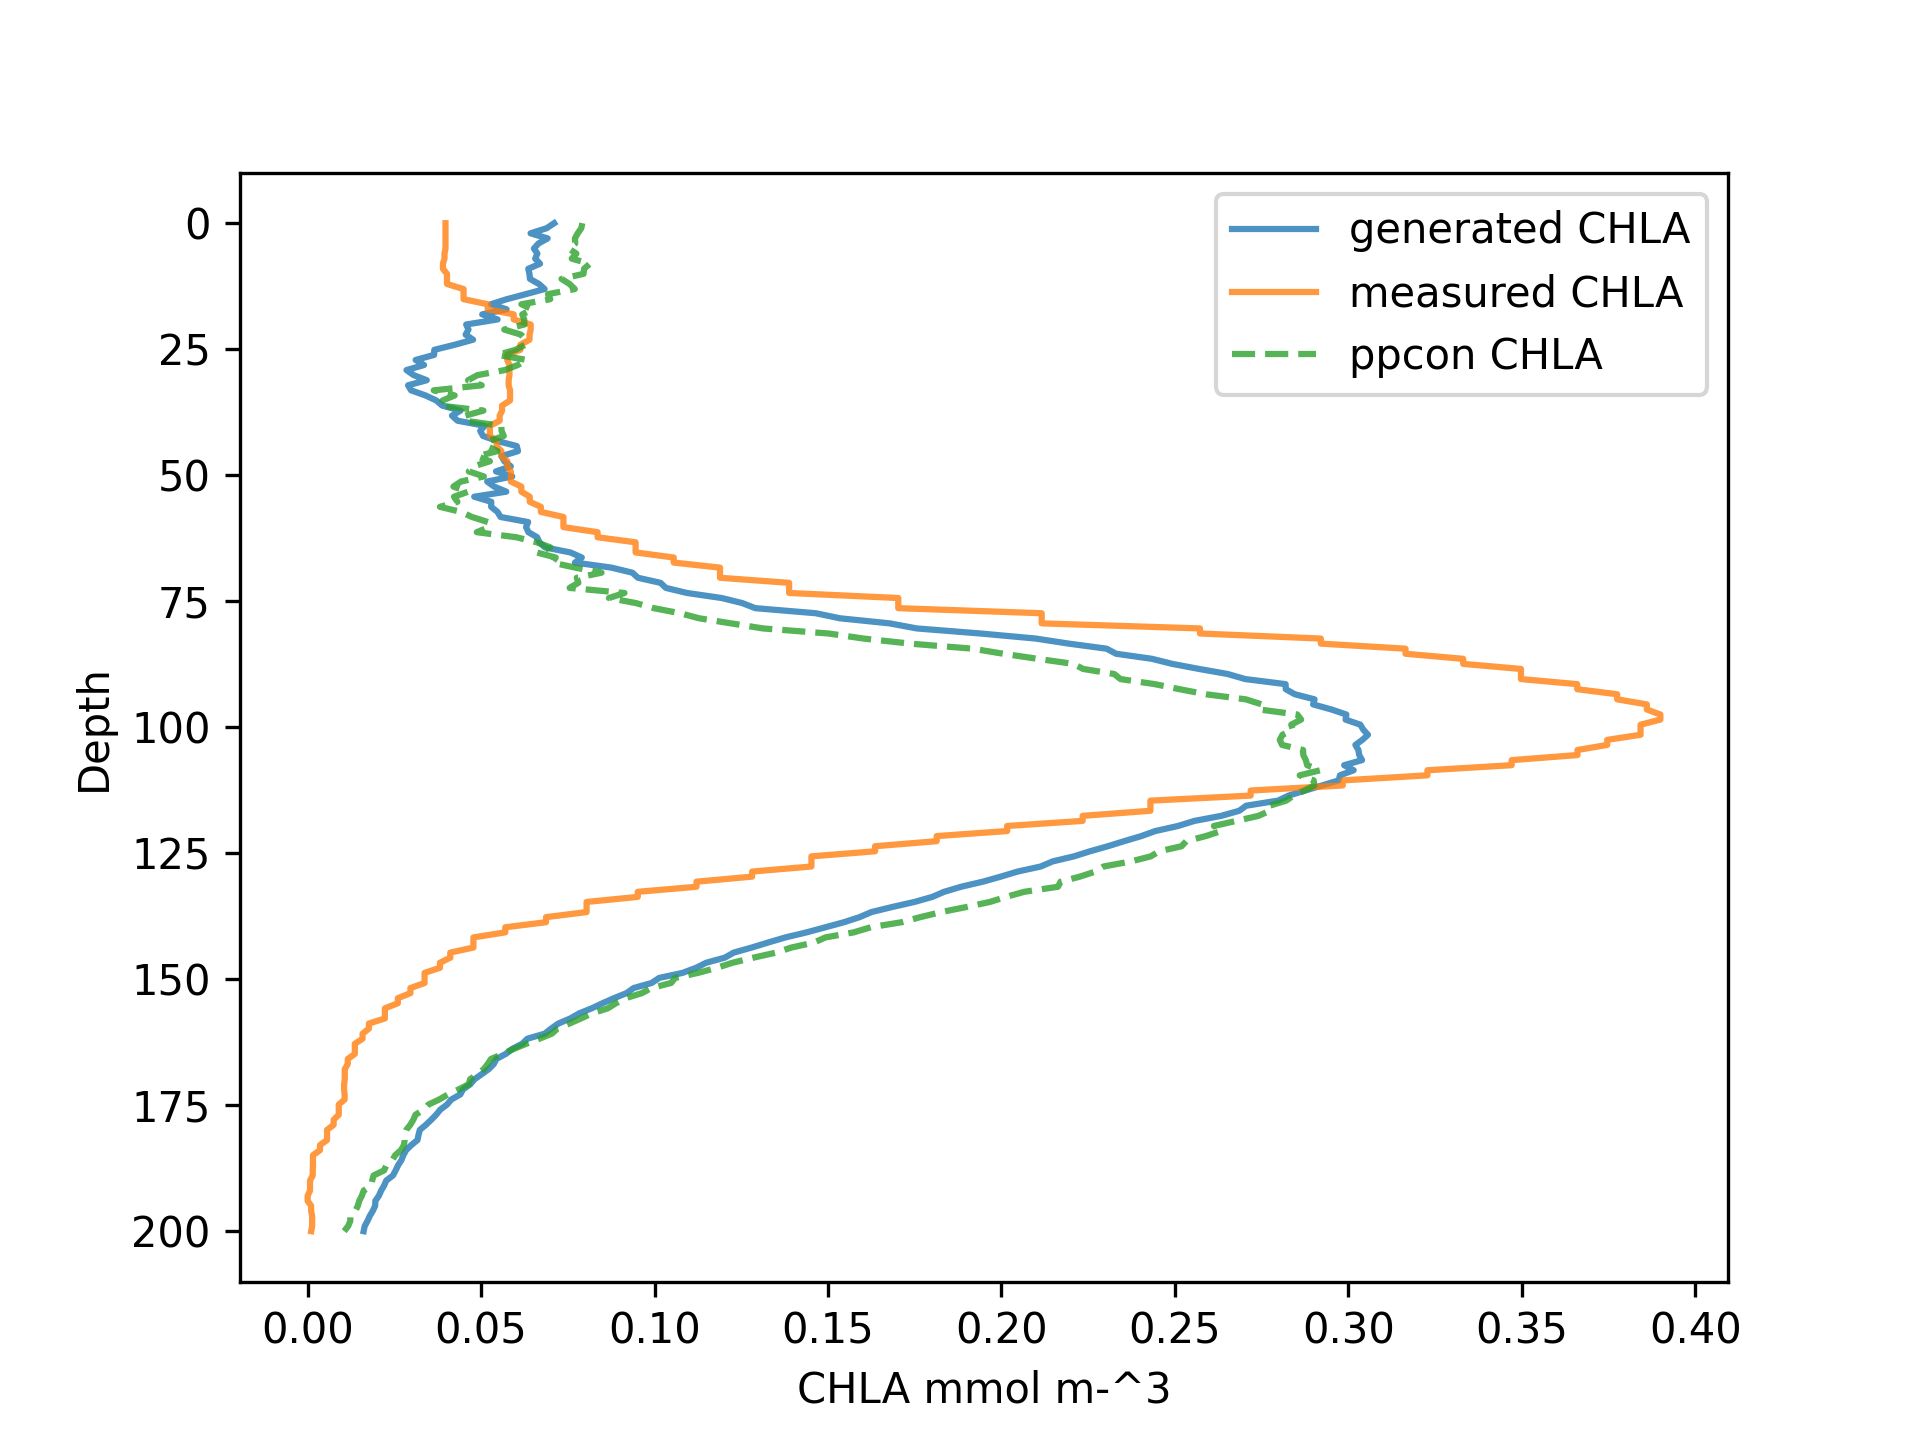 generated CHLA
measured CHLA
ppcon CHLA
0
25
50
75
100
125
150
175
200
Depth
0.00 0.05 0.10 0.15 0.20 0.25 0.30 0.35 0.40
CHLA mmol m-^3